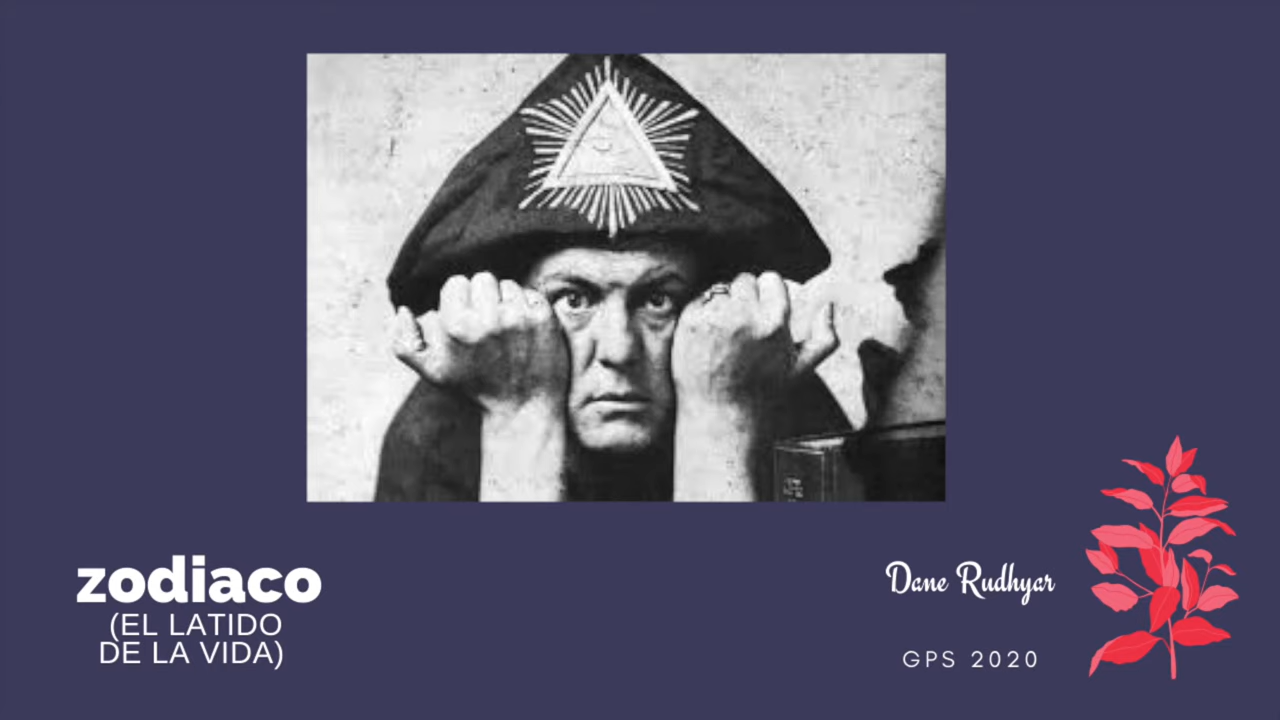 zodiaco
(EL LATIDO
DE LA VIDA)
Dane Rudhyar
GPS 2020